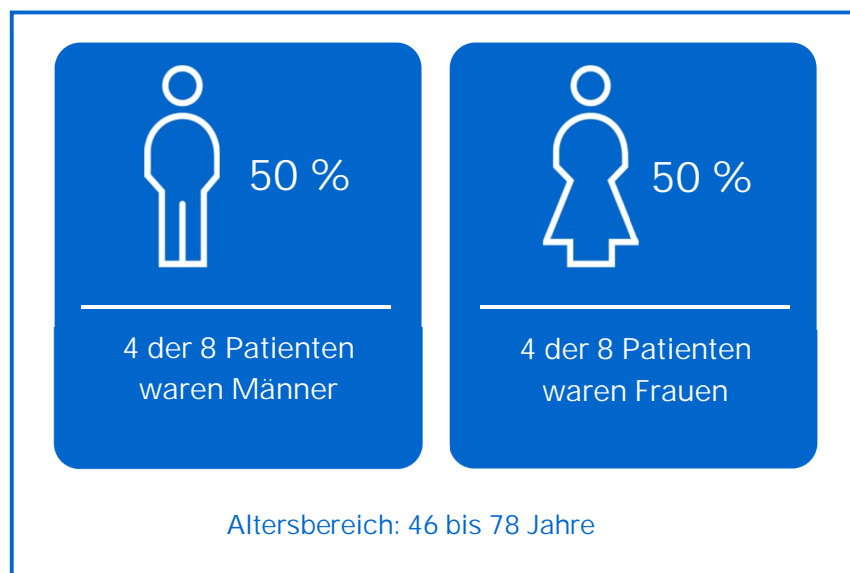 50 %
4 der 8 Patienten
waren Männer
50 %
4 der 8 Patienten
waren Frauen
Altersbereich: 46 bis 78 Jahre